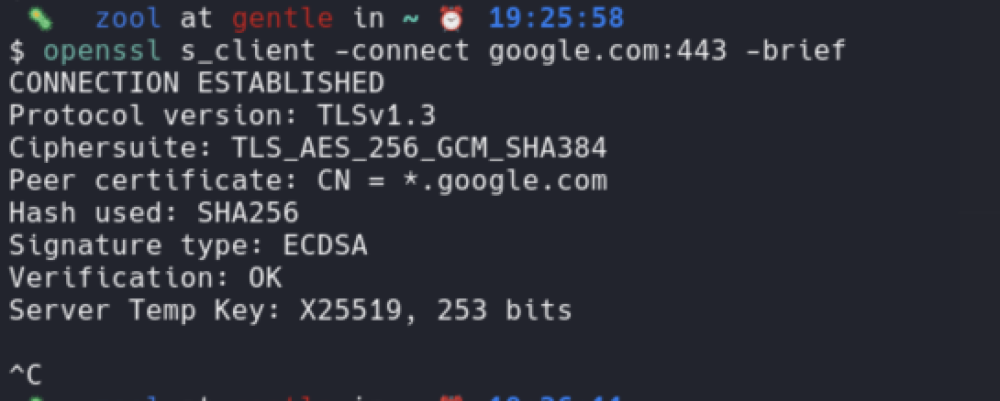 zool at gentle in ~ 19:25:58
$ openssl s_client -connect google.com:443 -brief
CONNECTION ESTABLISHED
Protocol version: TLSv1.3
Ciphersuite: TLS_AES_256_GCM_SHA384
Peer certificate: CN = *.google.com
Hash used: SHA256
Signature type: ECDSA
Verification: OK
Server Temp Key: X25519, 253 bits
^C